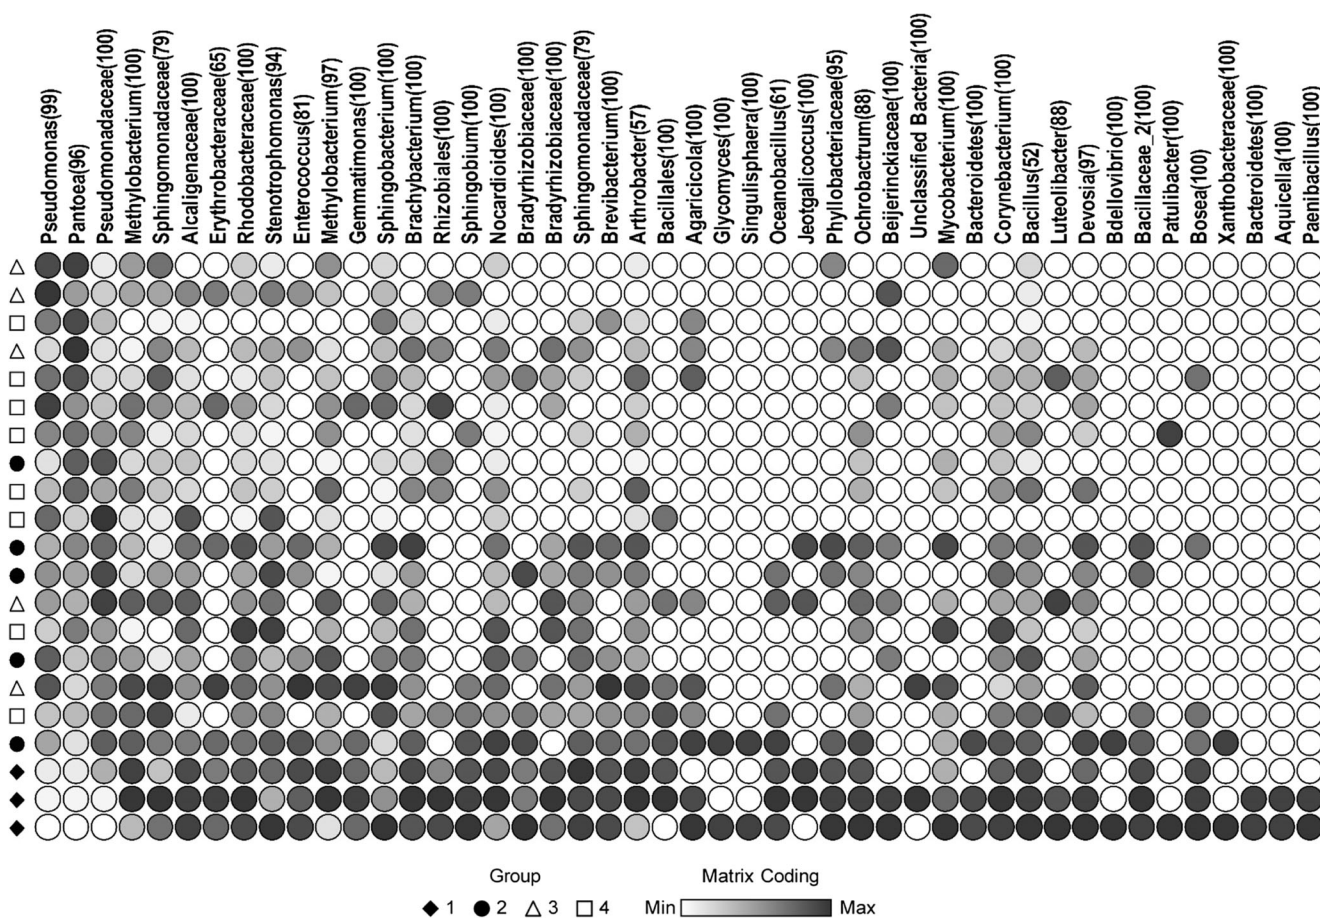 Pseudomonas(99)
Pantoea(96)
Pseudomonadaceae(100)
Methylobacterium(100)
Sphingomonadaceae(79)
Alcaligenaceae(100)
Erythrobacteraceae(65)
Rhodobacteraceae(100)
Stenotrophomonas(94)
Enterococcus(81)
Methylobacterium(97)
Gemmatimonas(100)
Sphingobacterium(100)
Brachybacterium(100)
Rhizobiales(100)
Sphingobium(100)
Nocardioides(100)
Bradyrhizobiaceae(100)
Bradyrhizobiaceae(100)
Sphingomonadaceae(79)
Brevibacterium(100)
Arthrobacter(57)
Bacillales(100)
Agaricicola(100)
Glycomyces(100)
Singulisphaera(100)
Oceanobacillus(61)
Jeotgalicoccus(100)
Phyllobacteriaceae(95)
Ochrobactrum(88)
Beijerinckiaceae(100)
Unclassified Bacteria(100)
Mycobacterium(100)
Bacteroidetes(100)
Corynebacterium(100)
Bacillus(52)
Luteolibacter(88)
Devosia(97)
Bdellovibrio(100)
Bacillaceae_2(100)
Patulibacter(100)
Bosea(100)
Xanthobacteraceae(100)
Bacteroidetes(100)
Aquicella(100)
Paenibacillus(100)
Group
1 2 3 4
Matrix Coding
Min Max